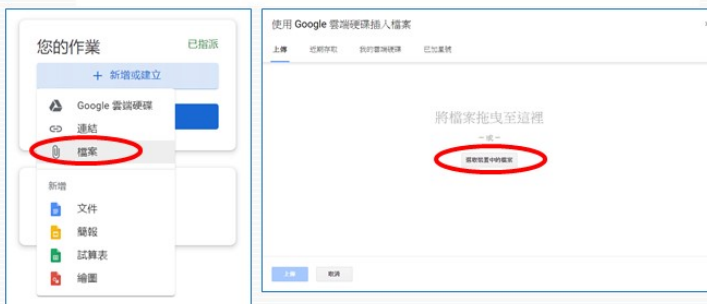 您的作業
已指派
+ 新增或建立
Google 雲端硬碟
連結
檔案
新增
文件
簡報
試算表
繪圖
使用 Google 雲端硬碟插入檔案
上傳
近期存取
我的雲端硬碟
已加星號
將檔案拖曳至這裡
— 或 —
選取裝置中的檔案
上傳
取消